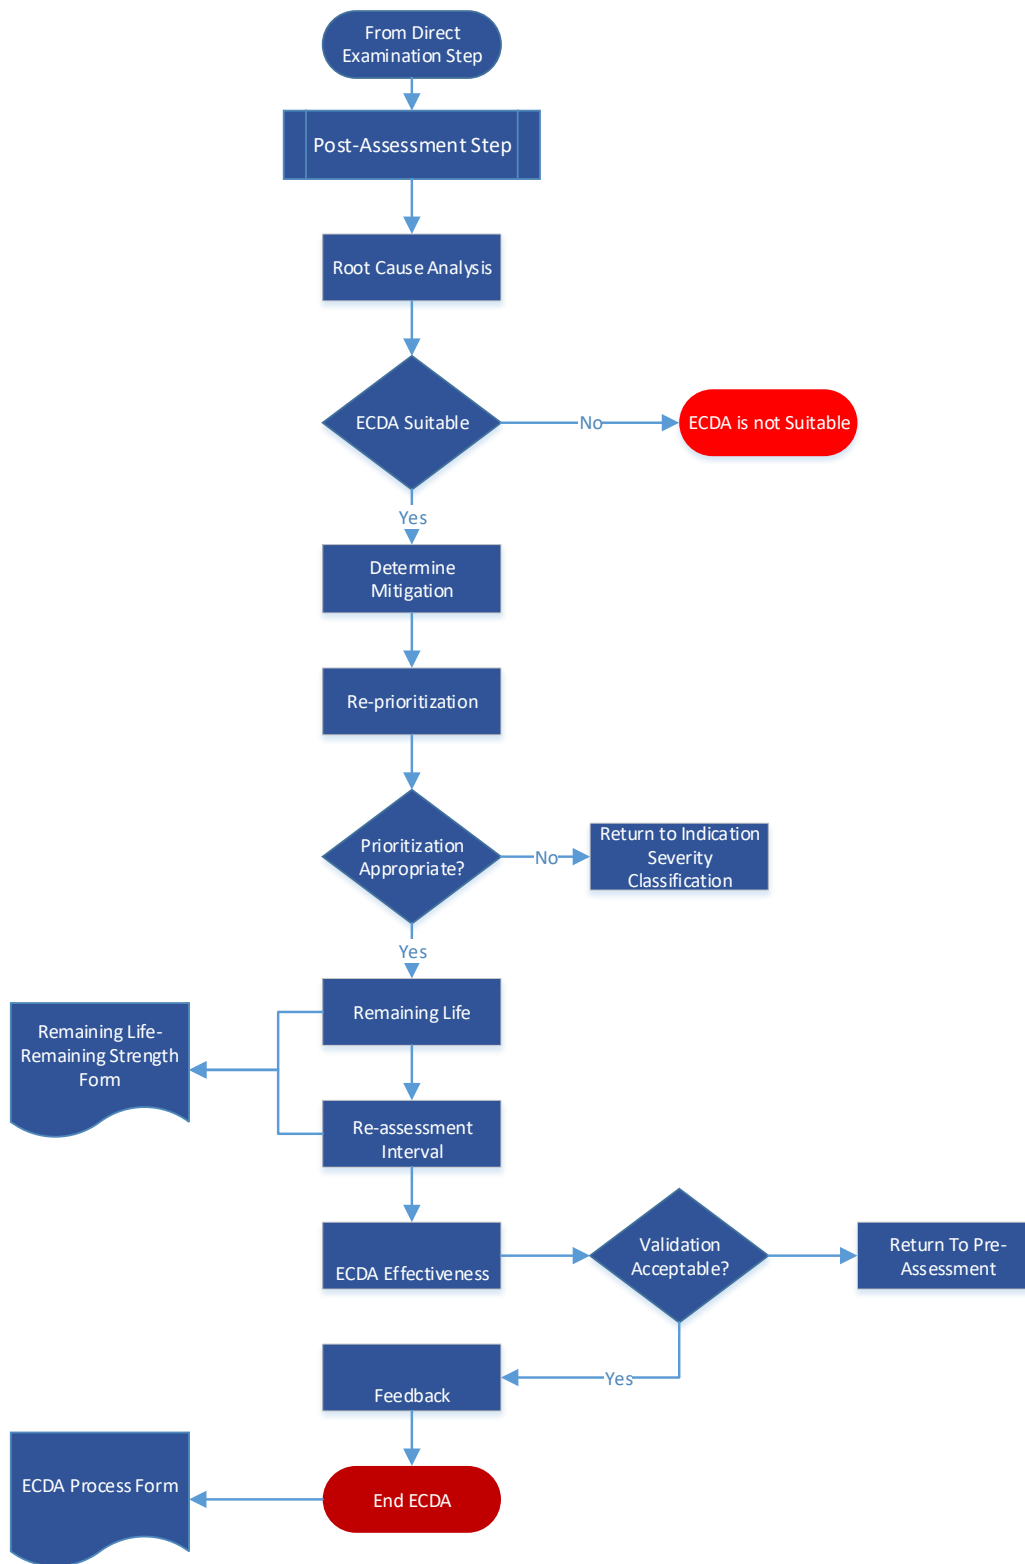 From Direct
Examination Step
Post-Assessment Step
Root Cause Analysis
ECDA Suitable
No
ECDA is not Suitable
Yes
Determine
Mitigation
Re-prioritization
Prioritization
Appropriate?
No
Return to Indication
Severity
Classification
Yes
Remaining Life
Remaining Life-
Remaining Strength
Form
Re-assessment
Interval
ECDA Effectiveness
Validation
Acceptable?
Return To Pre-
Assessment
Yes
Feedback
End ECDA
ECDA Process Form